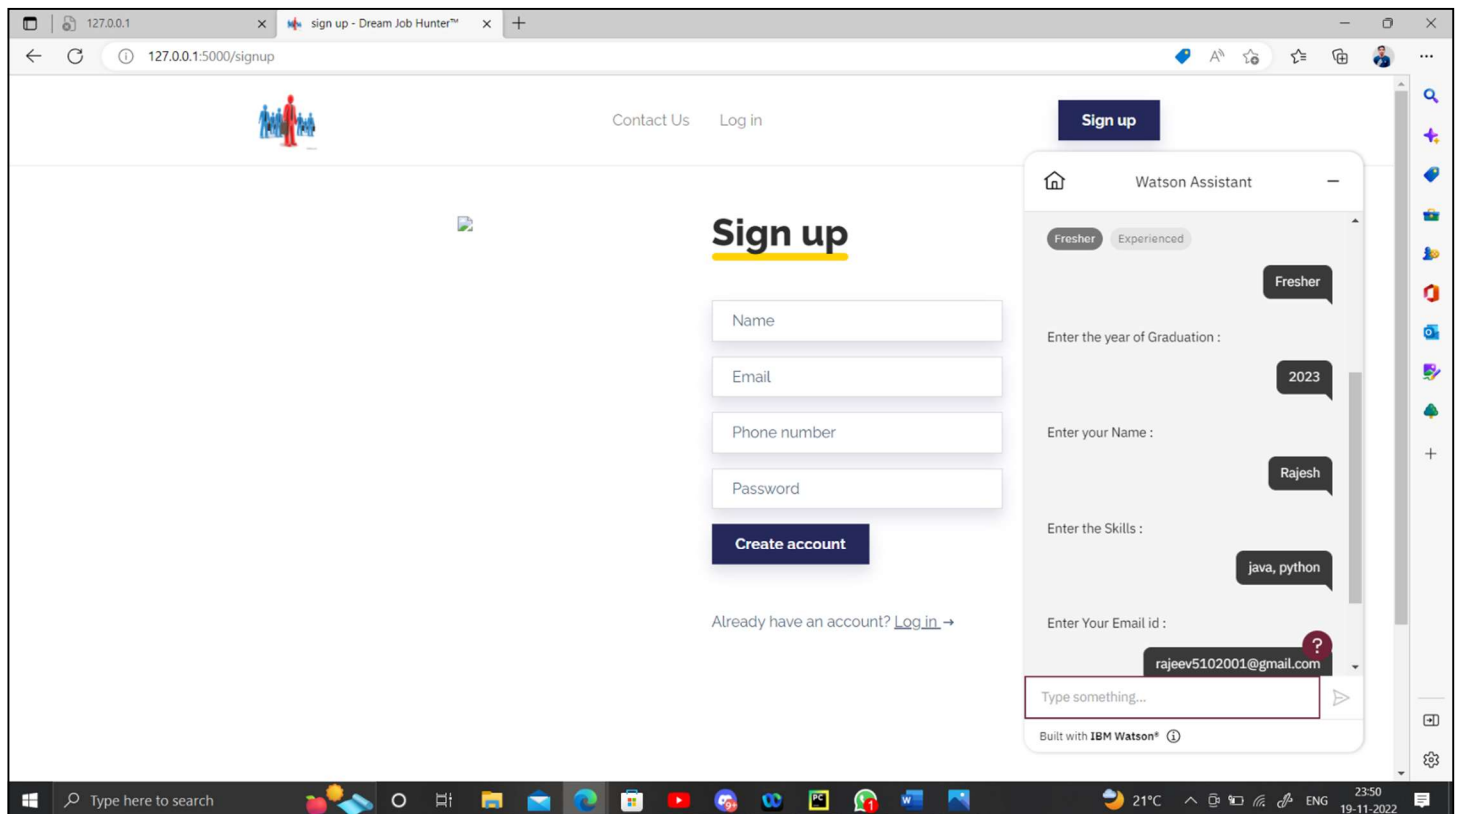 127.0.0.1
sign up - Dream Job Hunter™
127.0.0.1:5000/signup
Contact Us Log in Sign up
Sign up
Name
Email
Phone number
Password
Create account
Already have an account? Log in →
Watson Assistant
Fresher Experienced
Fresher
Enter the year of Graduation :
2023
Enter your Name :
Rajesh
Enter the Skills :
java, python
Enter Your Email id :
?
rajeev5102001@gmail.com
Type something...
Built with IBM Watson®
Type here to search
PC
1
21°C
ENG
23:50
19-11-2022